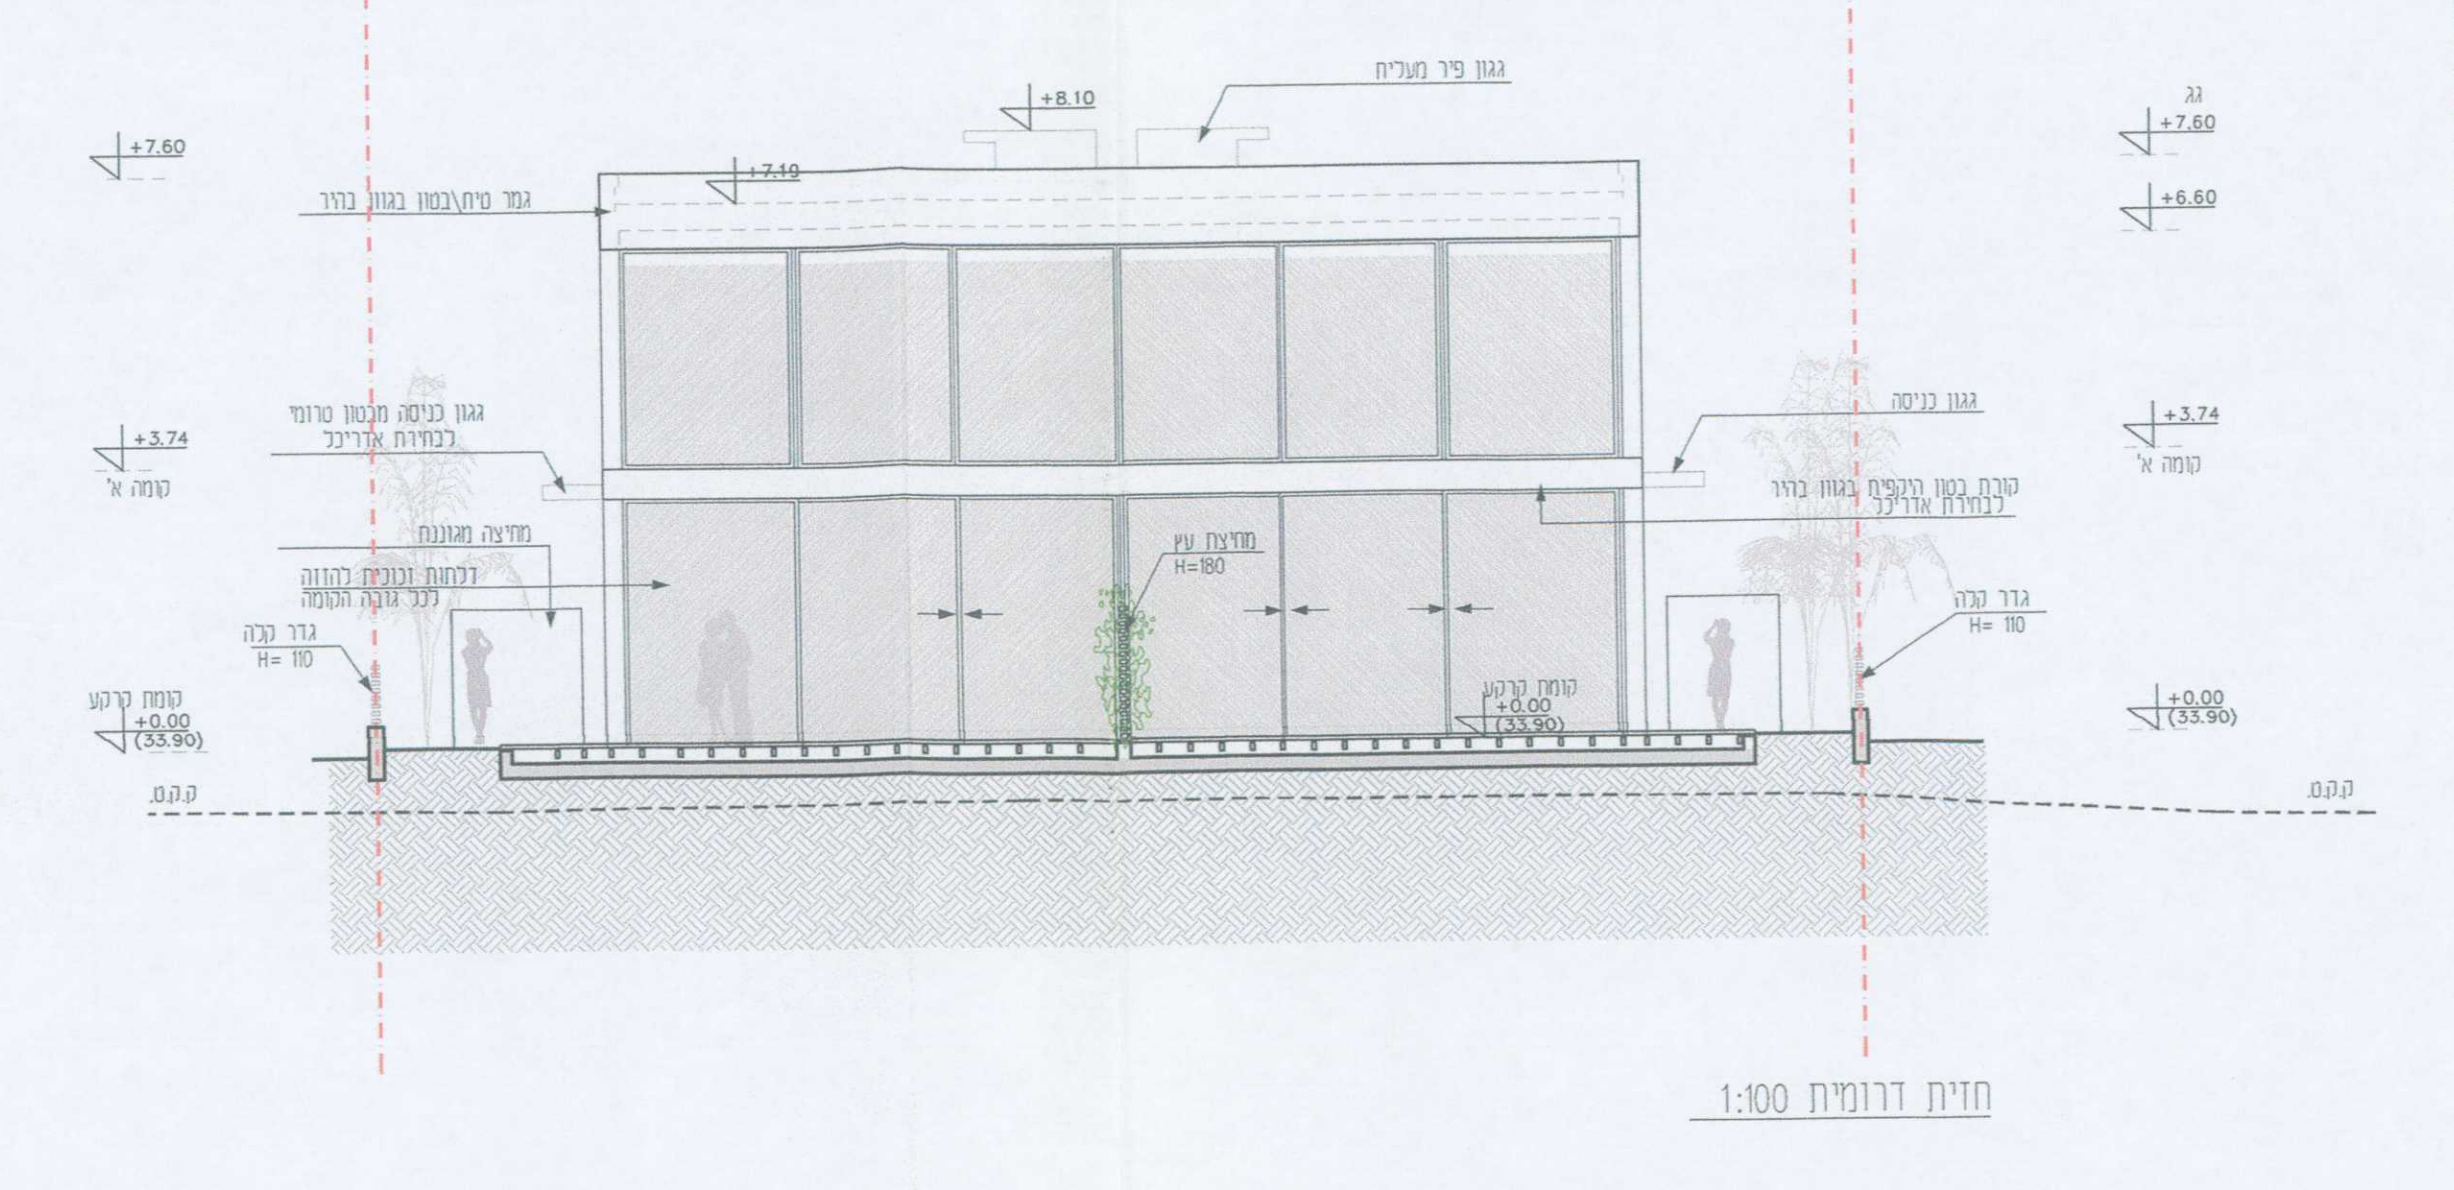 גגון פיר מעלית
+8.10
גג
+7.60
+7.60
+7.19
+6.60
גמר טיח\בטון בגוון בהיר
גגון כניסה
גגון כניסה מבטון טרומי
לבחירת אדריכל
+3.74
קומה א'
+3.74
קומה א'
קורת בטון היקפית בגוון בהיר
לבחירת אדריכל
מחיצה מגוננת
מחיצת עץ
H=180
דלתות זכוכית להזזה
לכל גובה הקומה
גדר קלה
H= 110
גדר קלה
H= 110
קומת קרקע
+0.00
(33.90)
קומת קרקע
+0.00
(33.90)
+0.00
(33.90)
ק.ק.ט.
ק.ק.ט.
חזית דרומית 1:100